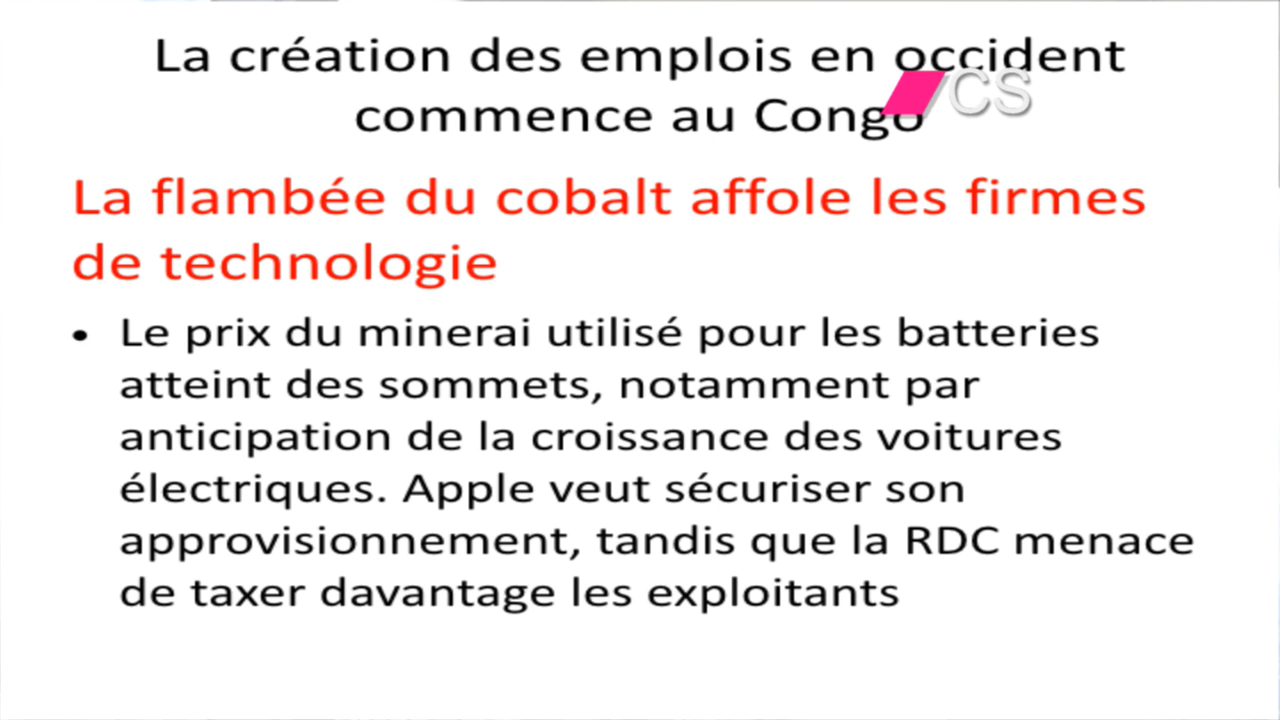 La création des emplois en occident
commence au Congo
CS
La flambée du cobalt affole les firmes
de technologie
• Le prix du minerai utilisé pour les batteries
atteint des sommets, notamment par
anticipation de la croissance des voitures
électriques. Apple veut sécuriser son
approvisionnement, tandis que la RDC menace
de taxer davantage les exploitants